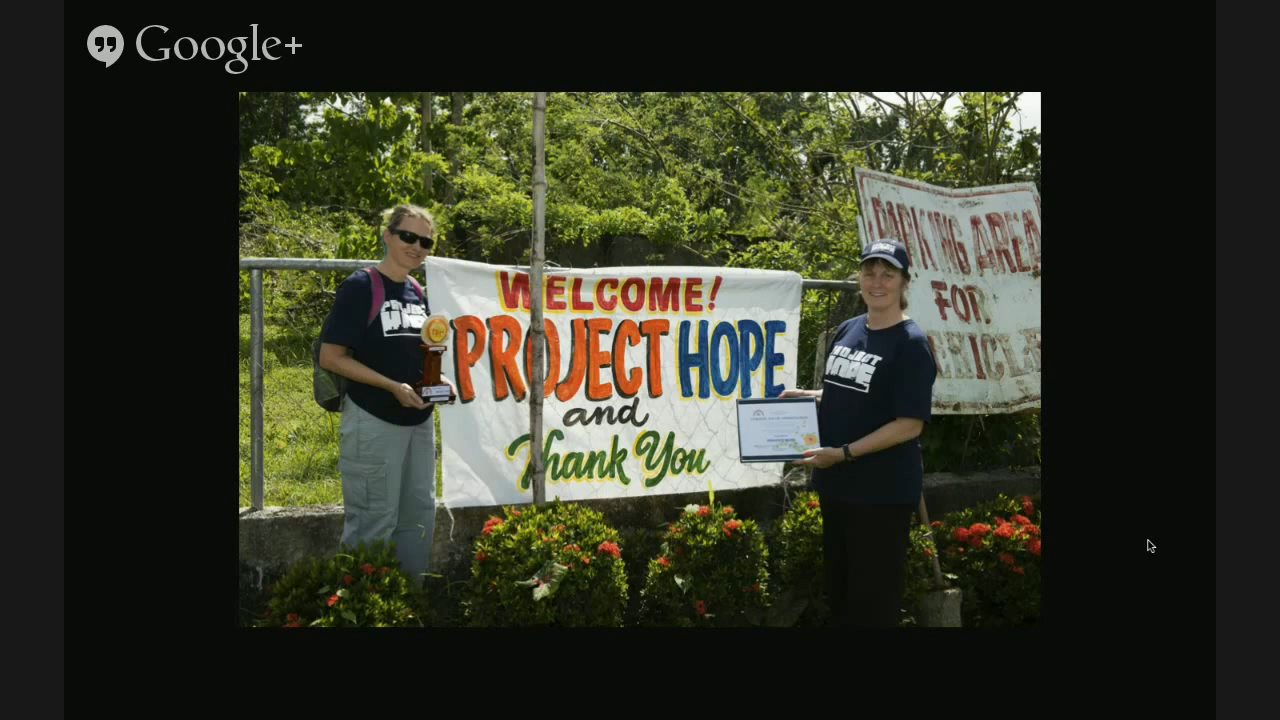 Google+
WELCOME!
PROJECT HOPE
and
Thank You
PARKING AREA
FOR
PROJECT
HOPE